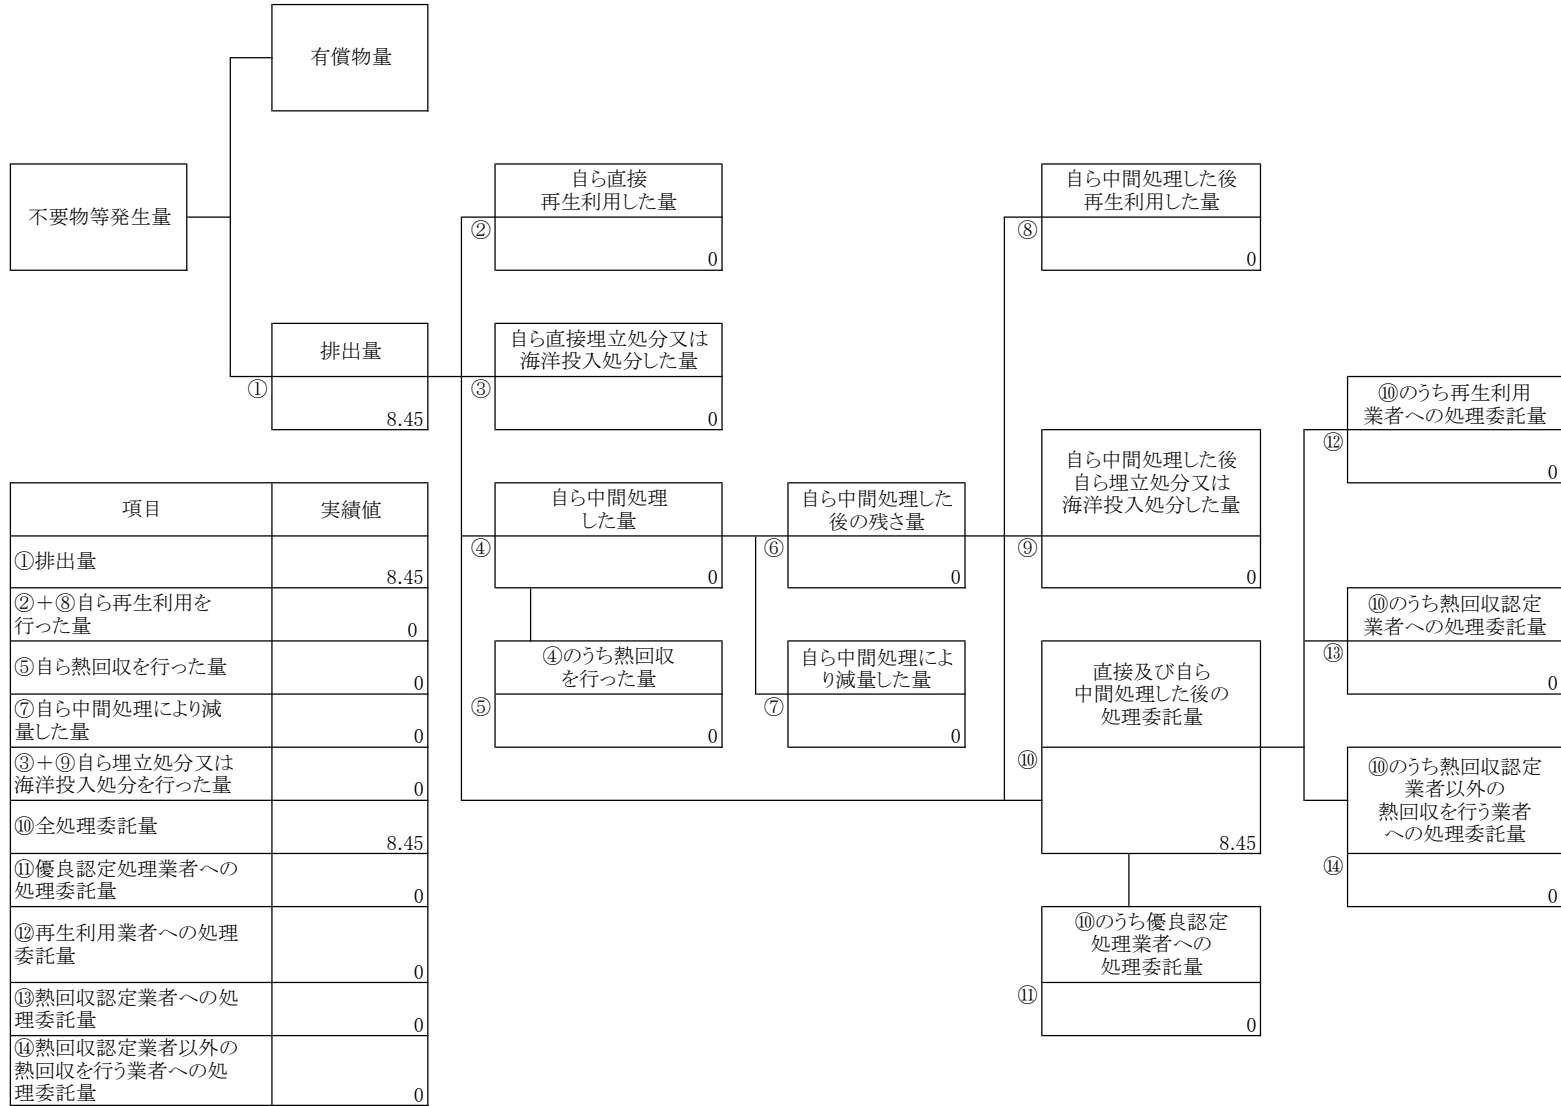 有償物量
不要物等発生量
自ら直接
再生利用した量
②
0
自ら中間処理した後
再生利用した量
⑧
0
排出量
①
8.45
自ら直接埋立処分又は
海洋投入処分した量
③
0
⑩のうち再生利用
業者への処理委託量
⑫
0
自ら中間処理
した量
④
0
自ら中間処理した
後の残さ量
⑥
0
自ら中間処理した後
自ら埋立処分又は
海洋投入処分した量
⑨
0
⑩のうち熱回収認定
業者への処理委託量
⑬
0
④のうち熱回収
を行った量
⑤
0
自ら中間処理によ
り減量した量
⑦
0
直接及び自ら
中間処理した後の
処理委託量
⑩
8.45
⑩のうち熱回収認定
業者以外の
熱回収を行う業者
への処理委託量
⑭
0
⑩のうち優良認定
処理業者への
処理委託量
⑪
0
項目 実績値
①排出量
8.45
②+⑧自ら再生利用を
行った量 0
⑤自ら熱回収を行った量
0
⑦自ら中間処理により減
量した量 0
③+⑨自ら埋立処分又は
海洋投入処分を行った量 0
⑩全処理委託量
8.45
⑪優良認定処理業者への
処理委託量 0
⑫再生利用業者への処理
委託量
0
⑬熱回収認定業者への処
理委託量 0
⑭熱回収認定業者以外の
熱回収を行う業者への処
理委託量 0